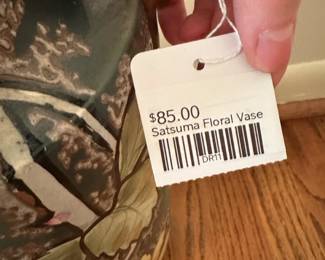 $85.00
Satsuma Floral Vase
DR11